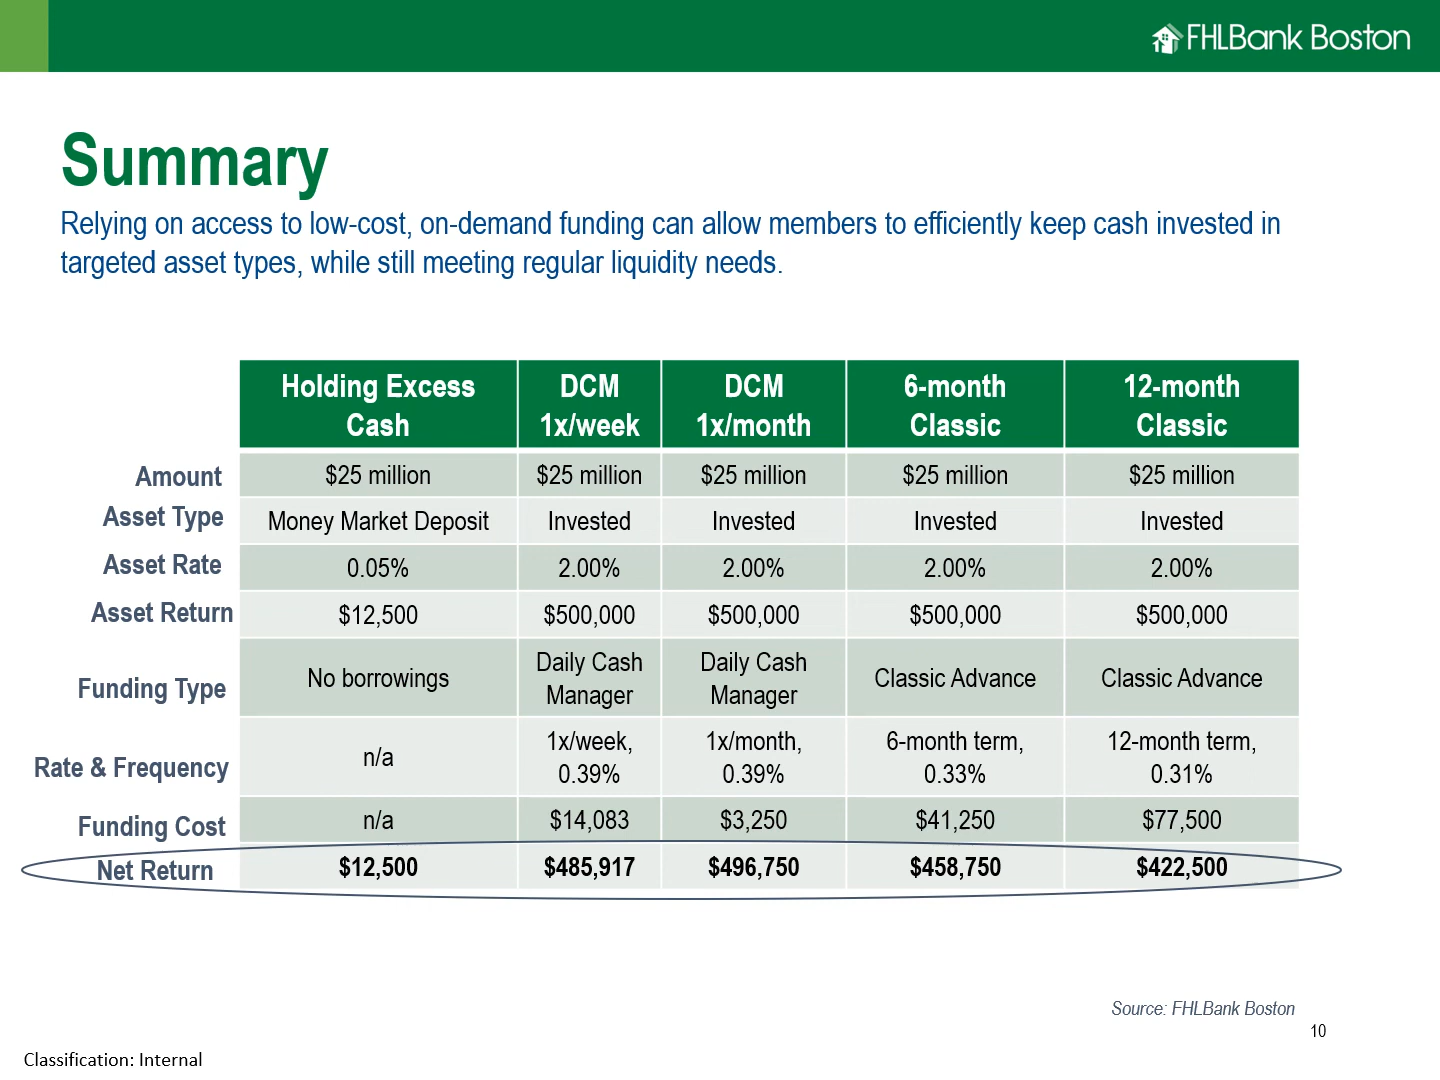 FHLBank Boston
Summary
Relying on access to low-cost, on-demand funding can allow members to efficiently keep cash invested in
targeted asset types, while still meeting regular liquidity needs.
Holding Excess Cash DCM 1x/week DCM 1x/month 6-month Classic 12-month Classic
Amount $25 million $25 million $25 million $25 million $25 million
Asset Type Money Market Deposit Invested Invested Invested Invested
Asset Rate 0.05% 2.00% 2.00% 2.00% 2.00%
Asset Return $12,500 $500,000 $500,000 $500,000 $500,000
Funding Type No borrowings Daily Cash Manager Daily Cash Manager Classic Advance Classic Advance
Rate & Frequency n/a 1x/week, 0.39% 1x/month, 0.39% 6-month term, 0.33% 12-month term, 0.31%
Funding Cost n/a $14,083 $3,250 $41,250 $77,500
Net Return $12,500 $485,917 $496,750 $458,750 $422,500
Source: FHLBank Boston
10
Classification: Internal